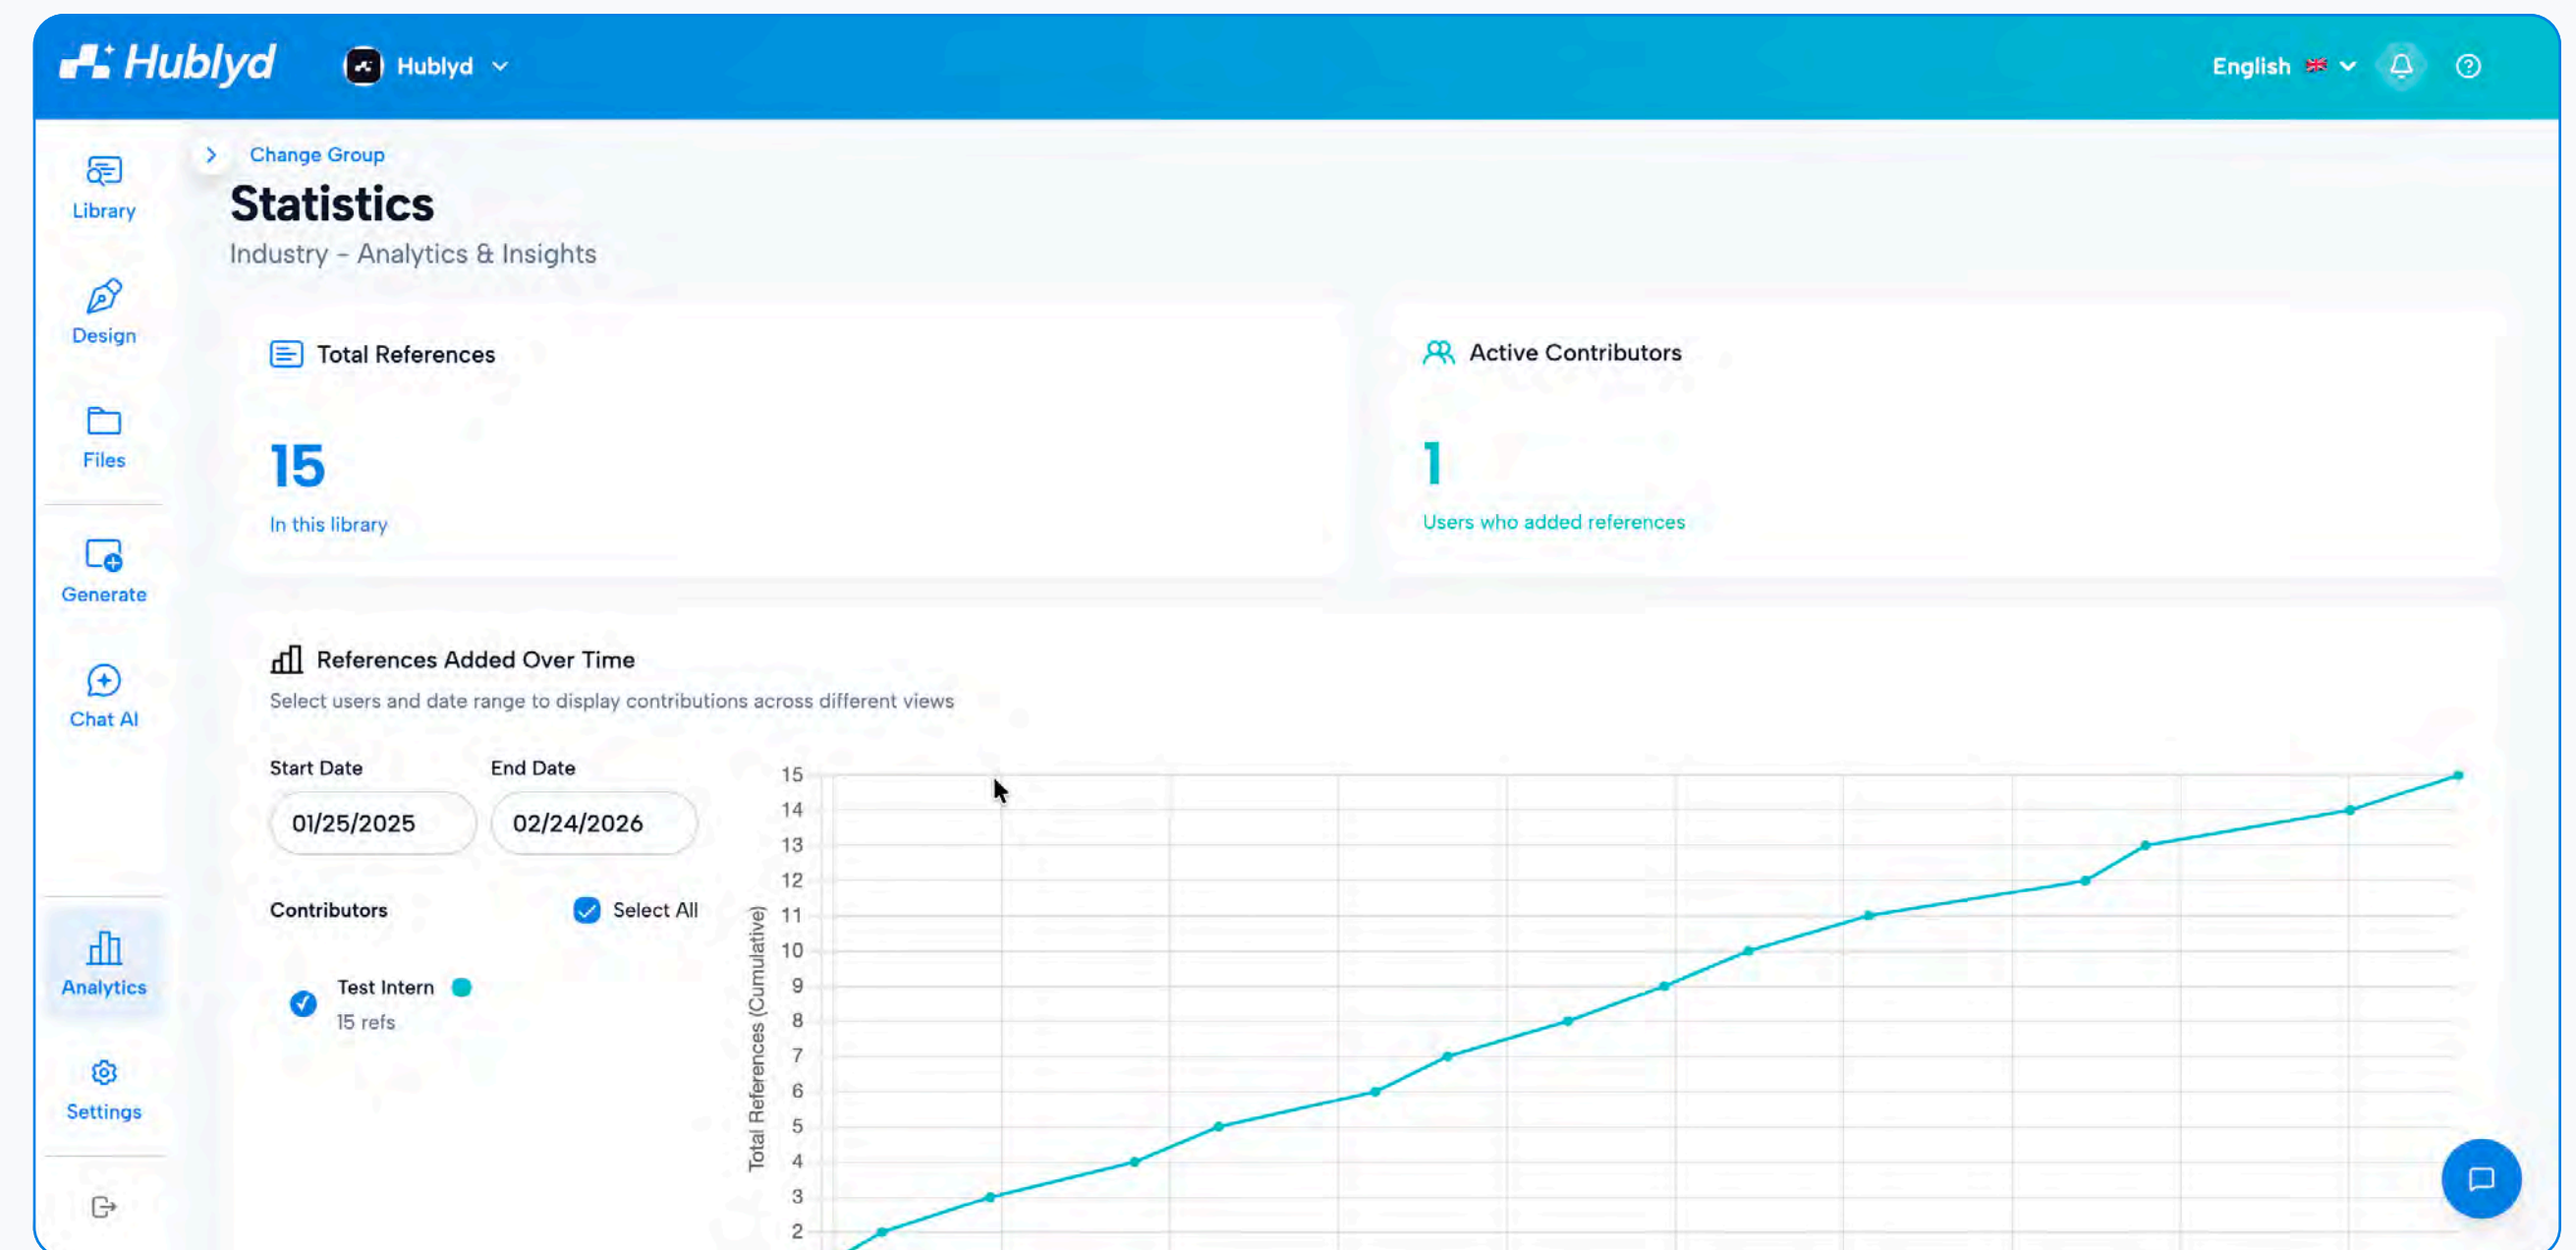 Hublyd
Hublyd
English
Change Group
Statistics
Industry - Analytics & Insights
Library
Design
Files
Generate
Chat AI
Analytics
Settings
Total References
15
In this library
Active Contributors
1
Users who added references
References Added Over Time
Select users and date range to display contributions across different views
Start Date
End Date
01/25/2025
02/24/2026
Contributors
Select All
Test Intern
15 refs
Total References (Cumulative)
15
14
13
12
11
10
9
8
7
6
5
4
3
2